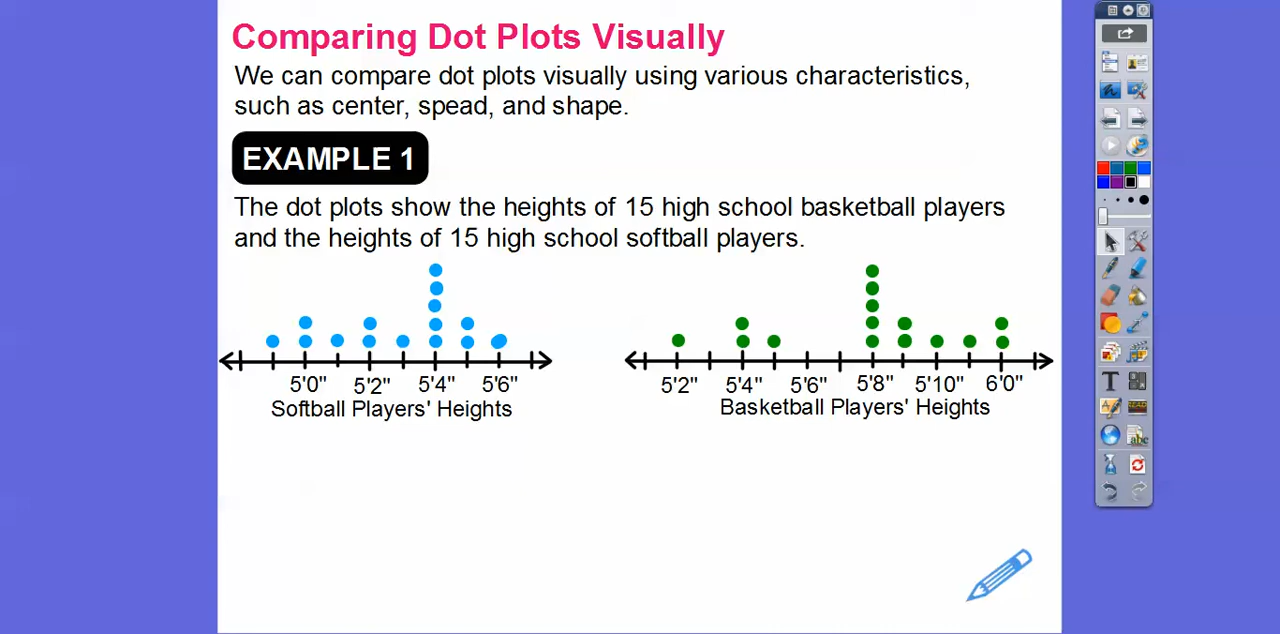 Comparing Dot Plots Visually
We can compare dot plots visually using various characteristics,
such as center, spead, and shape.
EXAMPLE 1
The dot plots show the heights of 15 high school basketball players
and the heights of 15 high school softball players.
5'0" 5'2" 5'4" 5'6"
Softball Players' Heights
5'2" 5'4" 5'6" 5'8" 5'10" 6'0"
Basketball Players' Heights